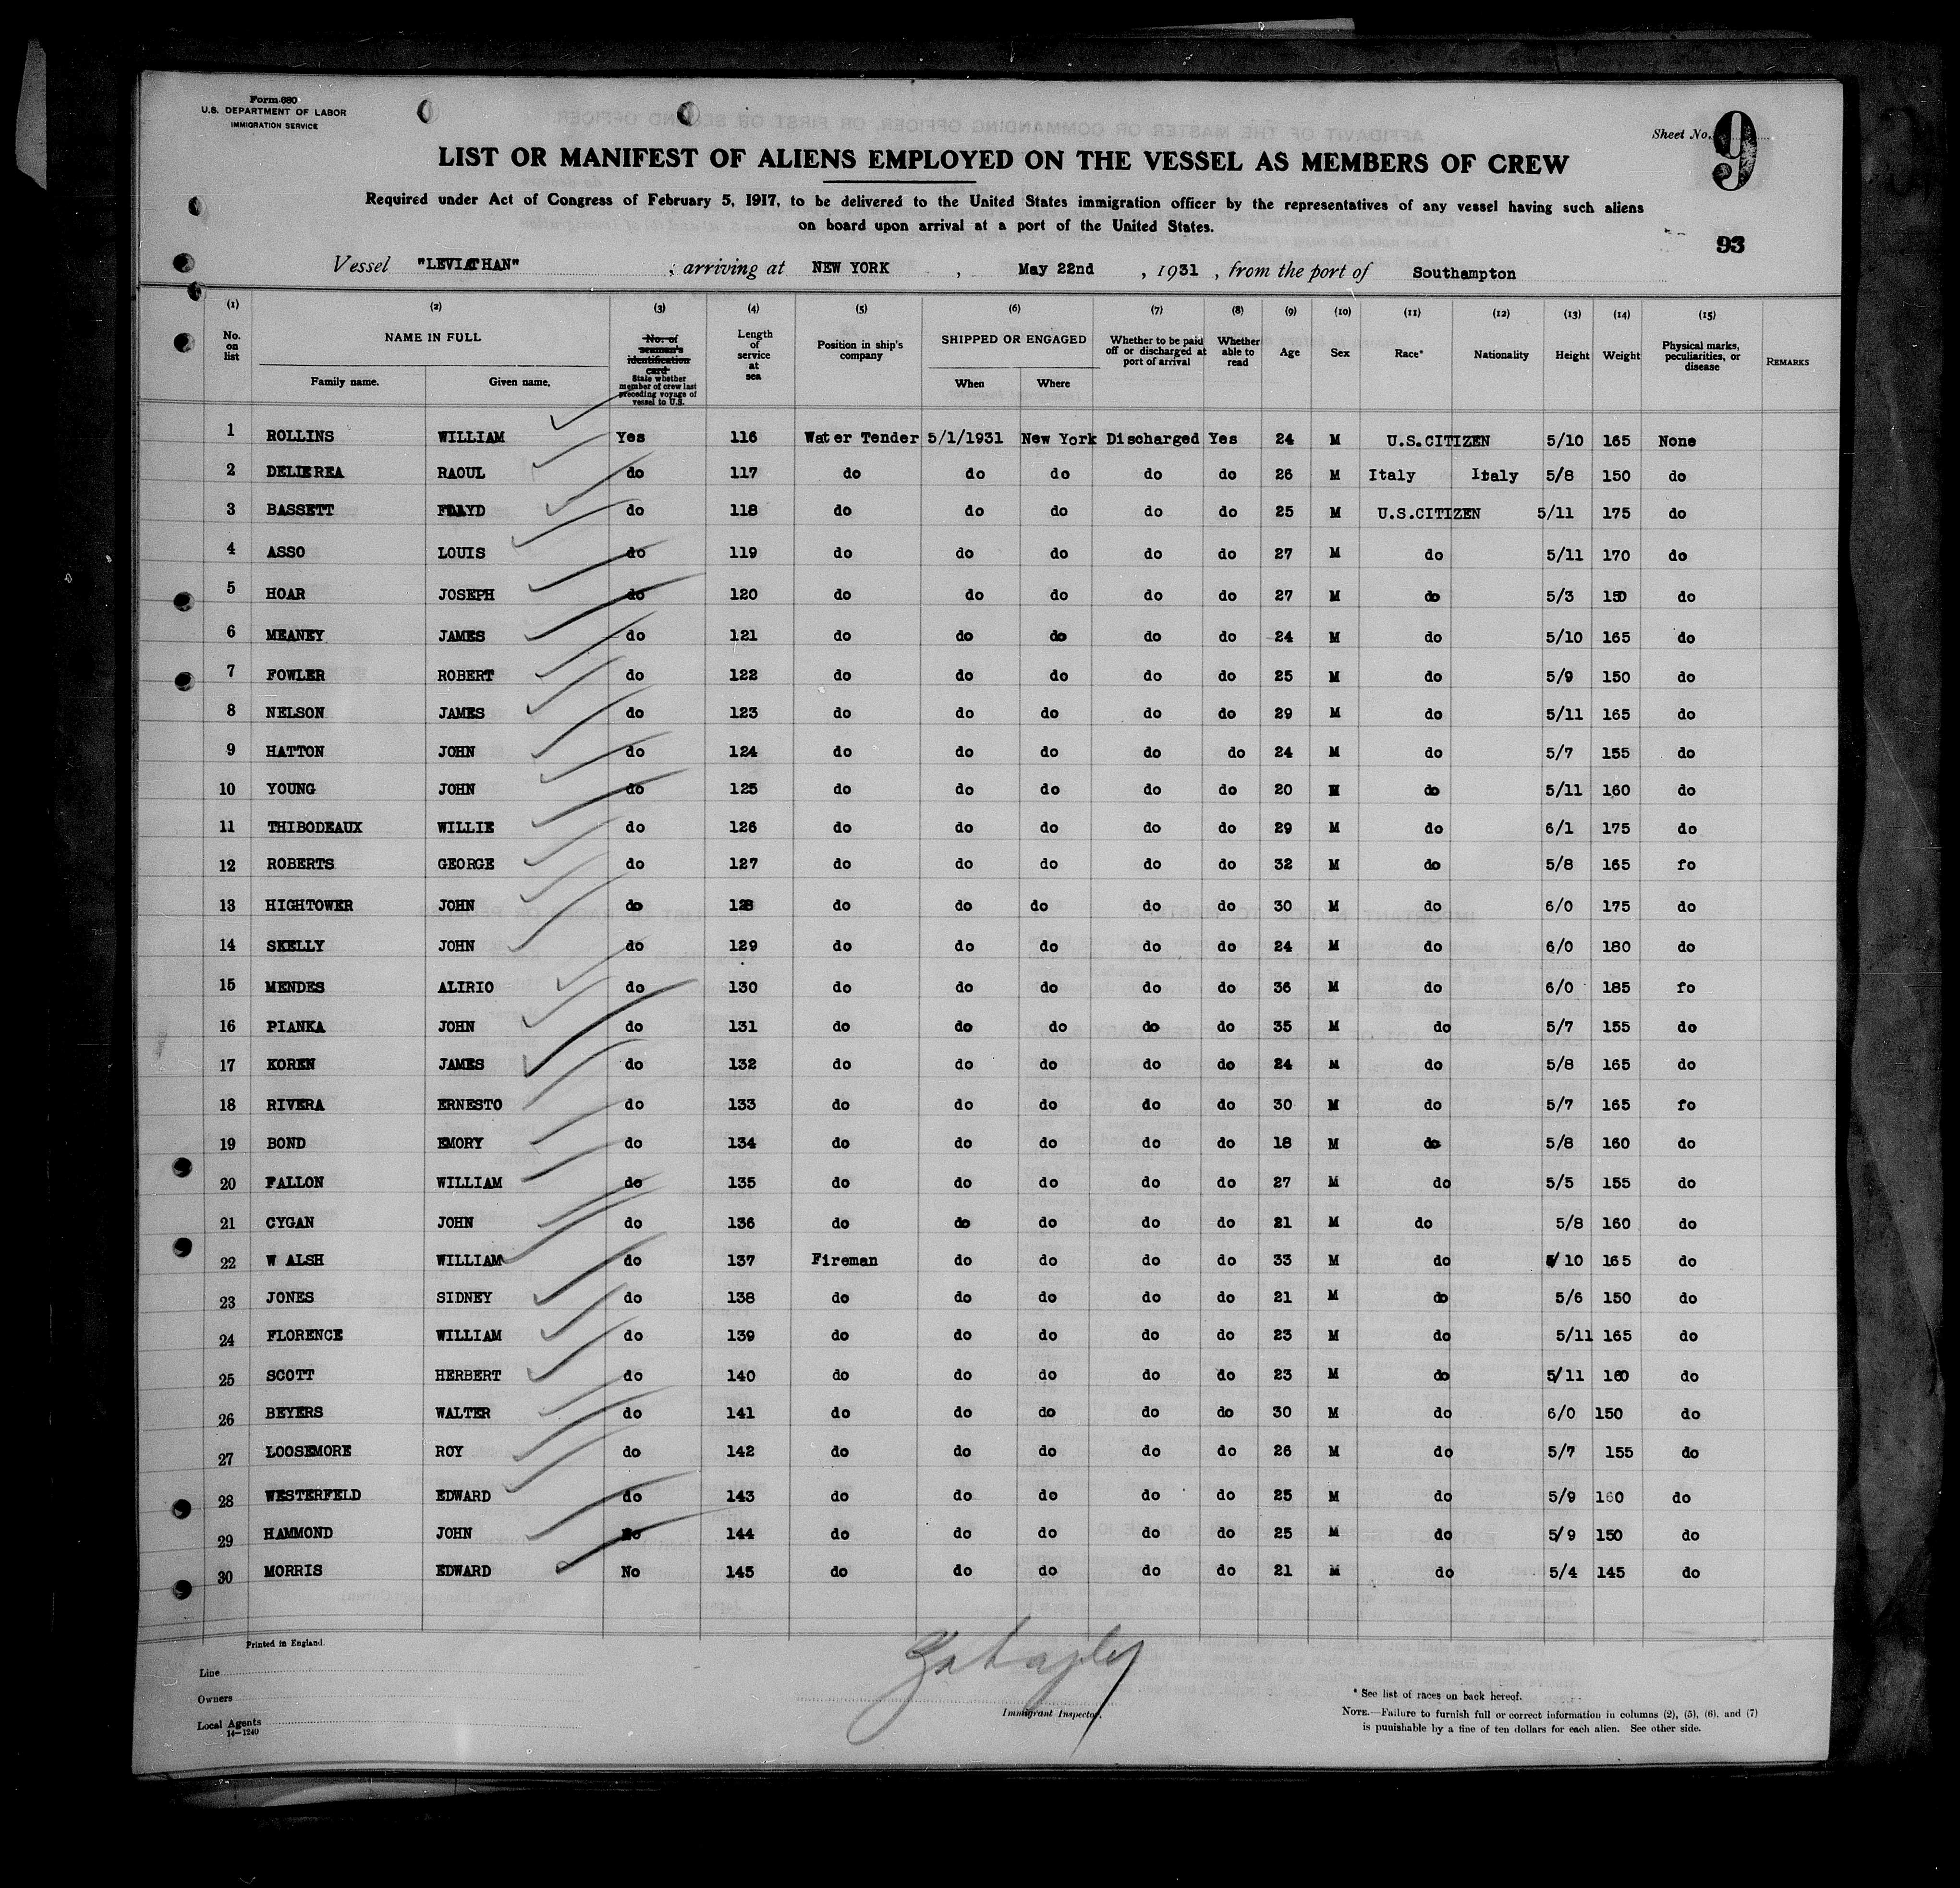 Form 680
U.S. DEPARTMENT OF LABOR
IMMIGRATION SERVICE
Sheet No. 9
LIST OR MANIFEST OF ALIENS EMPLOYED ON THE VESSEL AS MEMBERS OF CREW
Required under Act of Congress of February 5, 1917, to be delivered to the United States immigration officer by the representatives of any vessel having such aliens
on board upon arrival at a port of the United States.
93
Vessel "LEVIATHAN" ; arriving at NEW YORK , May 22nd , 1931 , from the port of Southampton
(1) No. on list (2) NAME IN FULL Family name. Given name. (3) No. of seaman's identification card State whether member of crew last preceding voyage of vessel to U.S. (4) Length of service at sea (5) Position in ship's company (6) SHIPPED OR ENGAGED When Where (7) Whether to be paid off or discharged at port of arrival (8) Whether able to read (9) Age (10) Sex (11) Race* (12) Nationality (13) Height (14) Weight (15) Physical marks, peculiarities, or disease REMARKS
1 ROLLINS WILLIAM Yes 116 Water Tender 5/1/1931 New York Discharged Yes 24 M U.S.CITIZEN 5/10 165 None
2 DELIEREA RAOUL do 117 do do do do do 26 M Italy Italy 5/8 150 do
3 BASSETT do 118 do do do do do 25 M U.S.CITIZEN 5/11 175 do
4 ASSO LOUIS do 119 do do do do do 27 M do 5/11 170 do
5 HOAR JOSEPH do 120 do do do do do 27 M do 5/3 150 do
6 MEANEY JAMES do 121 do do do do do 24 M do 5/10 165 do
7 FOWLER ROBERT do 122 do do do do do 25 M do 5/9 150 do
8 NELSON JAMES do 123 do do do do do 29 M do 5/11 165 do
9 HATTON JOHN do 124 do do do do do 24 M do 5/7 155 do
10 YOUNG JOHN do 125 do do do do do 20 M do 5/11 160 do
11 THIBODEAUX WILLIE do 126 do do do do do 29 M do 6/1 175 do
12 ROBERTS GEORGE do 127 do do do do do 32 M do 5/8 165 fo
13 HIGHTOWER JOHN do 128 do do do do do 30 M do 6/0 175 do
14 SKELLY JOHN do 129 do do do do do 24 M do 6/0 180 do
15 MENDES ALIRIO do 130 do do do do do 36 M do 6/0 185 fo
16 PIANKA JOHN do 131 do do do do do 35 M do 5/7 155 do
17 KOREN JAMES do 132 do do do do do 24 M do 5/8 165 do
18 RIVERA ERNESTO do 133 do do do do do 30 M do 5/7 165 fo
19 BOND EMORY do 134 do do do do do 18 M do 5/8 160 do
20 FALLON WILLIAM do 135 do do do do do 27 M do 5/5 155 do
21 CYGAN JOHN do 136 do do do do do 21 M do 5/8 160 do
22 W ALSH WILLIAM do 137 Fireman do do do do 33 M do 5/10 165 do
23 JONES SIDNEY do 138 do do do do do 21 M do 5/6 150 do
24 FLORENCE WILLIAM do 139 do do do do do 23 M do 5/11 165 do
25 SCOTT HERBERT do 140 do do do do do 23 M do 5/11 160 do
26 BEYERS WALTER do 141 do do do do do 30 M do 6/0 150 do
27 LOOSEMORE ROY do 142 do do do do do 26 M do 5/7 155 do
28 WESTERFELD EDWARD do 143 do do do do do 25 M do 5/9 160 do
29 HAMMOND JOHN 144 do do do do do 25 M do 5/9 150 do
30 MORRIS EDWARD No 145 do do do do do 21 M do 5/4 145 do
Printed in England.
Line
Owners
Local Agents
14-1240
Immigrant Inspector.
* See list of races on back hereof.
NOTE.—Failure to furnish full or correct information in columns (2), (5), (6), and (7)
is punishable by a fine of ten dollars for each alien. See other side.